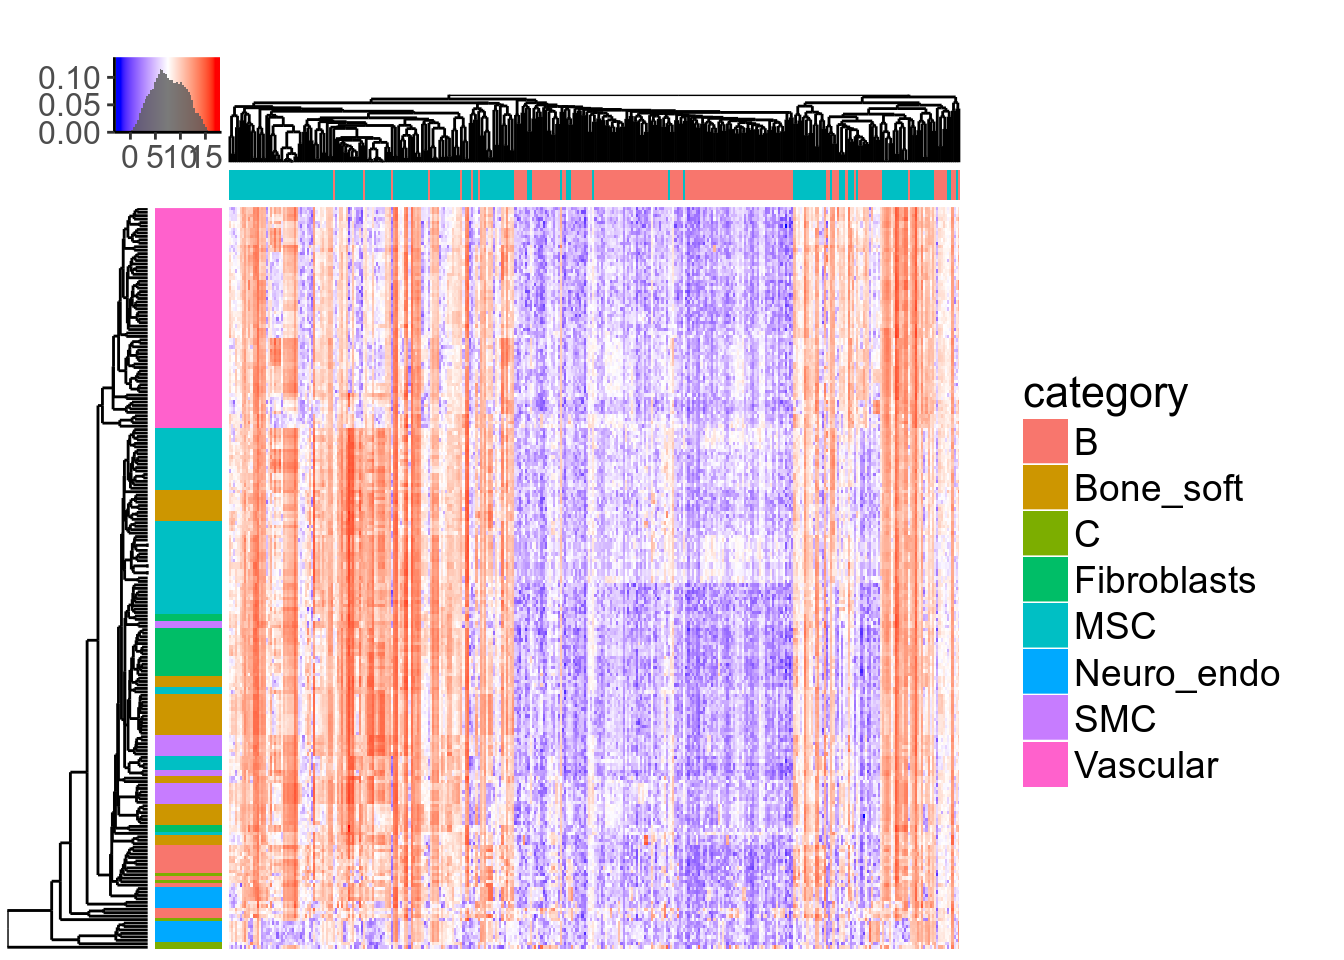 0.10
0.05
0.00
0 5 10 15
category
B
Bone_soft
C
Fibroblasts
MSC
Neuro_endo
SMC
Vascular